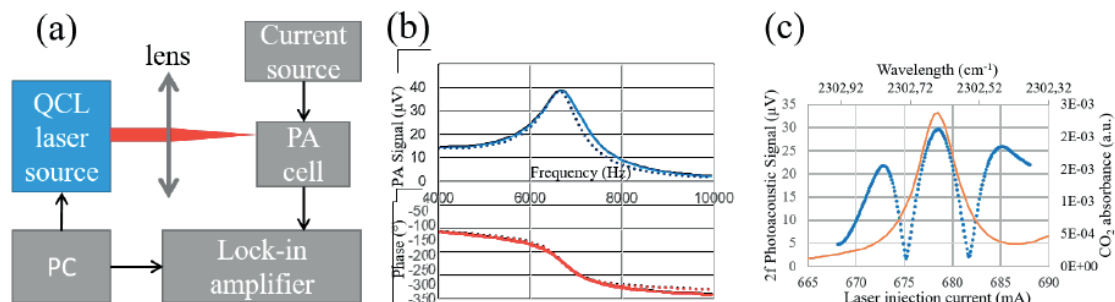 (a)
lens
Current
source
QCL
laser
source
PA
cell
PC
Lock-in
amplifier
(b)
PA Signal (µV)
50
40
30
20
10
0
Frequency (Hz)
4000 6000 8000 10000
Phase (°)
-50
-100
-150
-200
-250
-300
-350
(c)
Wavelength (cm⁻¹)
2302,92 2302,72 2302,52 2302,32
2f Photoacoustic Signal (µV)
35
30
25
20
15
10
5
0
3E-03
2E-03
2E-03
1E-03
5E-04
0E+00
CO₂ absorbance (a.u.)
665 670 675 680 685 690
Laser injection current (mA)